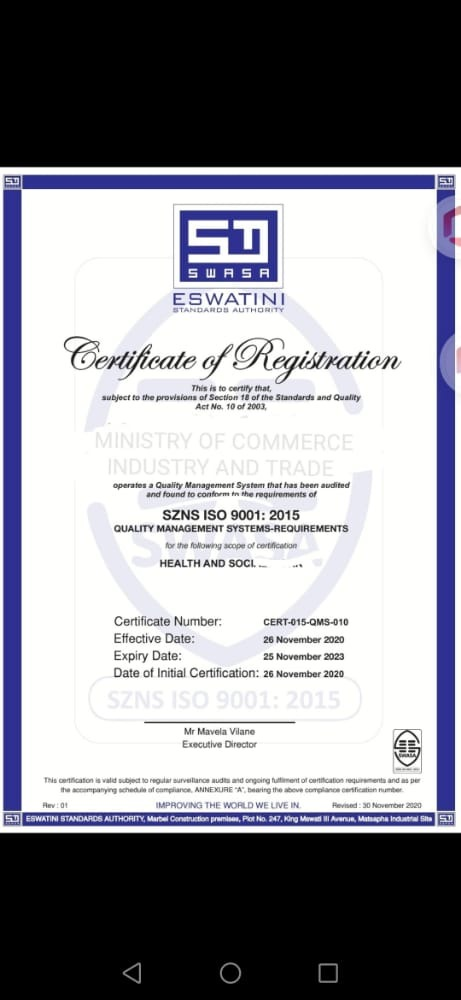 SWASA
ESWATINI
STANDARDS AUTHORITY
Certificate of Registration
This is to certify that,
subject to the provisions of Section 18 of the Standards and Quality
Act No. 10 of 2003,
MINISTRY OF COMMERCE
INDUSTRY AND TRADE
operates a Quality Management System that has been audited
and found to conform to the requirements of
SZNS ISO 9001: 2015
QUALITY MANAGEMENT SYSTEMS-REQUIREMENTS
for the following scope of certification
HEALTH AND
SWASA
Certificate Number: CERT-015-QMS-010
Effective Date: 26 November 2020
Expiry Date: 25 November 2023
Date of Initial Certification: 26 November 2020
SZNS ISO 9001: 2015
Mr Mavela Vilane
Executive Director
SWASA
This certification is valid subject to regular surveillance audits and ongoing fulfilment of certification requirements and as per
the accompanying schedule of compliance, ANNEXURE "A", bearing the above compliance certification number.
Rev : 01 IMPROVING THE WORLD WE LIVE IN. Revised : 30 November 2020
ESWATINI STANDARDS AUTHORITY, Marbel Construction premises, Plot No. 247, King Mswati III Avenue, Matsapha Industrial Site